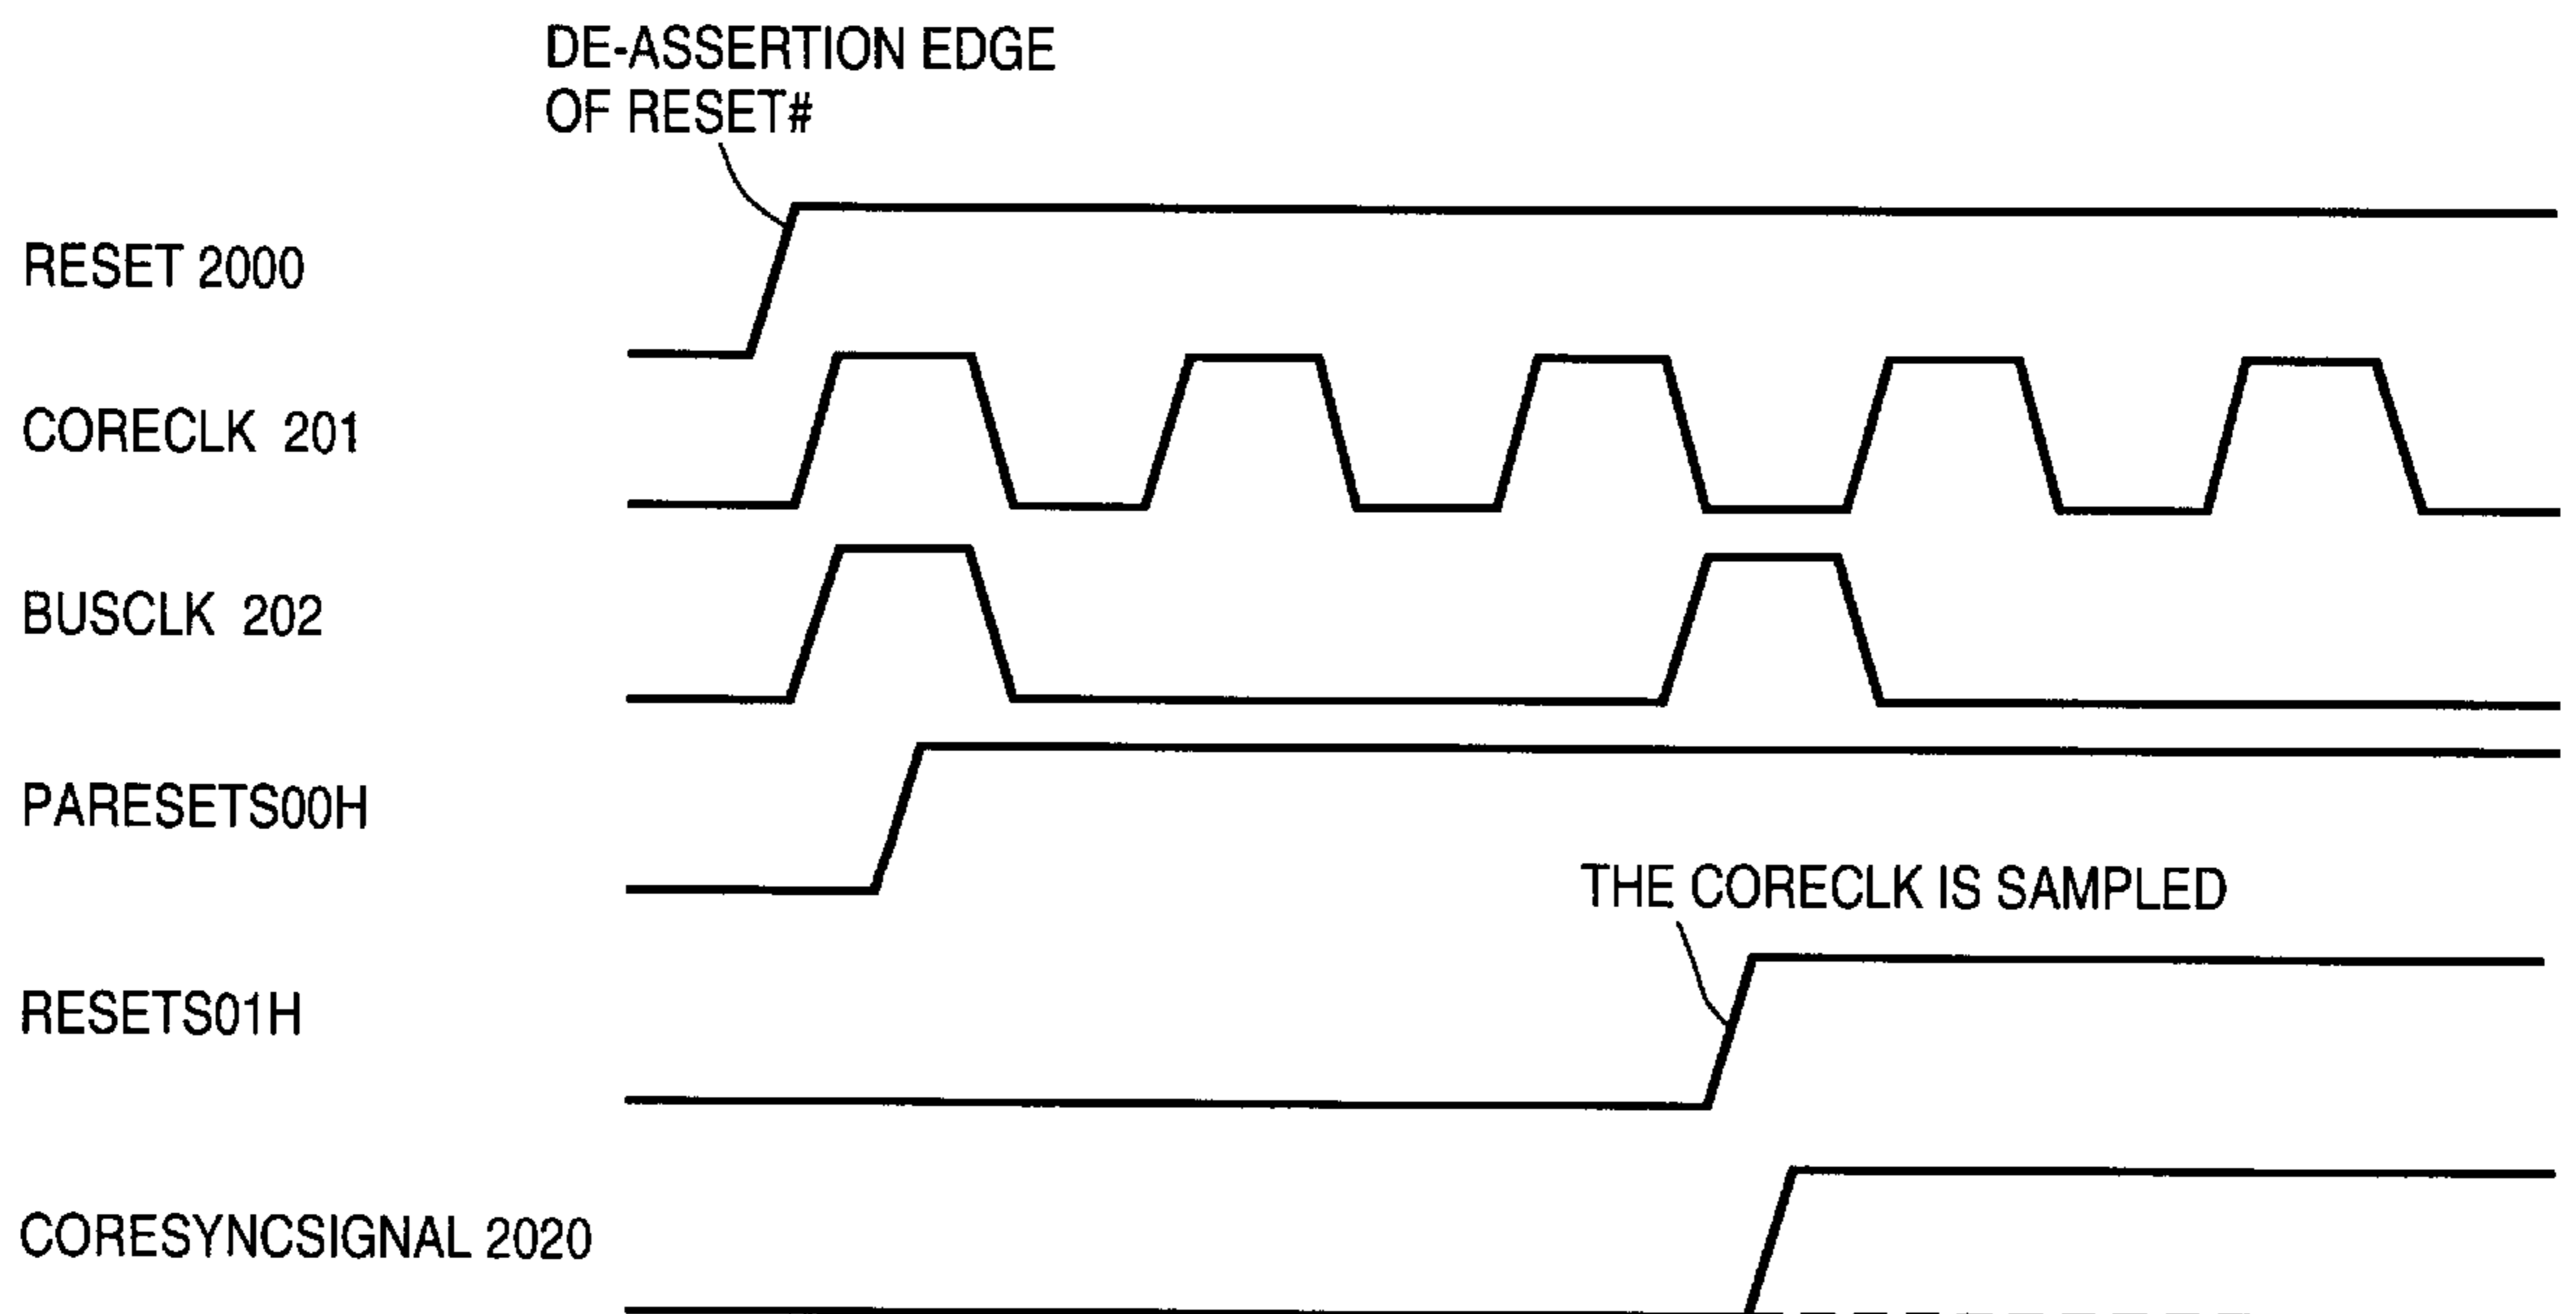 DE-ASSERTION EDGE
OF RESET#
RESET 2000
CORECLK 201
BUSCLK 202
PARESETS00H
THE CORECLK IS SAMPLED
RESETS01H
CORESYNCSIGNAL 2020